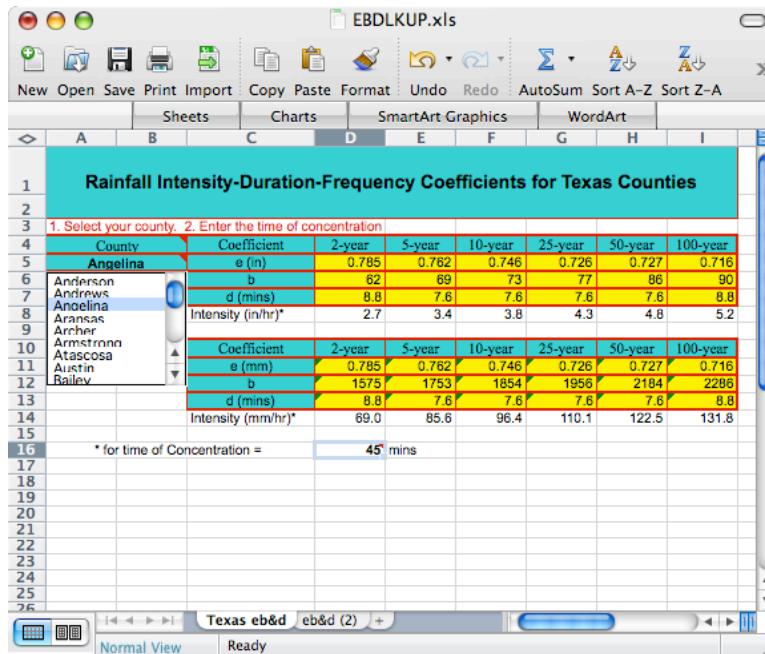 EBDLKUP.xls
New Open Save Print Import Copy Paste Format Undo Redo AutoSum Sort A-Z Sort Z-A
Sheets Charts SmartArt Graphics WordArt
A B C D E F G H I
1 Rainfall Intensity-Duration-Frequency Coefficients for Texas Counties
2
3 1. Select your county. 2. Enter the time of concentration
4 County Coefficient 2-year 5-year 10-year 25-year 50-year 100-year
5 Angelina e (in) 0.785 0.762 0.746 0.726 0.727 0.716
6 Anderson b 62 69 73 77 86 90
7 Andrews d (mins) 8.8 7.6 7.6 7.6 7.6 8.8
Angelina
8 Aransas Intensity (in/hr)* 2.7 3.4 3.8 4.3 4.8 5.2
9 Archer
Armstrong
10 Atascosa Coefficient 2-year 5-year 10-year 25-year 50-year 100-year
11 Austin e (mm) 0.785 0.762 0.746 0.726 0.727 0.716
12 Bailey b 1575 1753 1854 1956 2184 2286
13 d (mins) 8.8 7.6 7.6 7.6 7.6 8.8
14 Intensity (mm/hr)* 69.0 85.6 96.4 110.1 122.5 131.8
15
16 * for time of Concentration = 45 mins
17
18
19
20
21
22
23
24
25
26
Texas eb&d eb&d (2) +
Normal View Ready